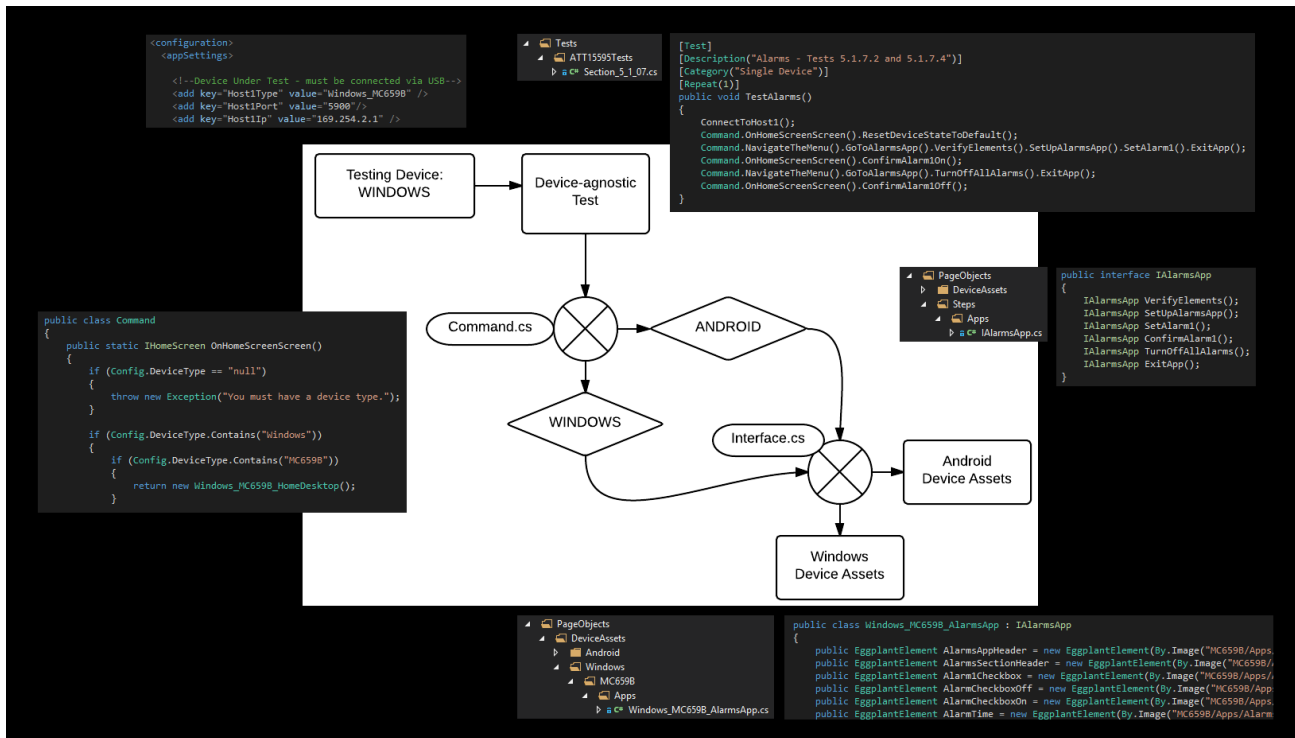 <configuration>
<appSettings>
<!--Device Under Test - must be connected via USB-->
<add key="Host1Type" value="Windows_MC659B" />
<add key="Host1Port" value="5900"/>
<add key="Host1Ip" value="169.254.2.1" />
Tests
ATT15595Tests
Section_5_1_07.cs
[Test]
[Description("Alarms - Tests 5.1.7.2 and 5.1.7.4")]
[Category("Single Device")]
[Repeat(1)]
public void TestAlarms()
{
ConnectToHost1();
Command.OnHomeScreenScreen().ResetDeviceStateToDefault();
Command.NavigateTheMenu().GoToAlarmsApp().VerifyElements().SetUpAlarmsApp().SetAlarm1().ExitApp();
Command.OnHomeScreenScreen().ConfirmAlarm1On();
Command.NavigateTheMenu().GoToAlarmsApp().TurnOffAllAlarms().ExitApp();
Command.OnHomeScreenScreen().ConfirmAlarm1Off();
}
Testing Device:
WINDOWS
Device-agnostic
Test
PageObjects
DeviceAssets
Steps
Apps
IAlarmsApp.cs
public interface IAlarmsApp
{
IAlarmsApp VerifyElements();
IAlarmsApp SetUpAlarmsApp();
IAlarmsApp SetAlarm1();
IAlarmsApp ConfirmAlarm1();
IAlarmsApp TurnOffAllAlarms();
IAlarmsApp ExitApp();
}
public class Command
{
public static IHomeScreen OnHomeScreenScreen()
{
if (Config.DeviceType == "null")
{
throw new Exception("You must have a device type.");
}
if (Config.DeviceType.Contains("Windows"))
{
if (Config.DeviceType.Contains("MC659B"))
{
return new Windows_MC659B_HomeDesktop();
}
Command.cs
ANDROID
WINDOWS
Interface.cs
Android
Device Assets
Windows
Device Assets
PageObjects
DeviceAssets
Android
Windows
MC659B
Apps
Windows_MC659B_AlarmsApp.cs
public class Windows_MC659B_AlarmsApp : IAlarmsApp
{
public EggplantElement AlarmsAppHeader = new EggplantElement(By.Image("MC659B/Apps/
public EggplantElement AlarmsSectionHeader = new EggplantElement(By.Image("MC659B/
public EggplantElement Alarm1Checkbox = new EggplantElement(By.Image("MC659B/Apps/
public EggplantElement AlarmCheckboxOff = new EggplantElement(By.Image("MC659B/App
public EggplantElement AlarmCheckboxOn = new EggplantElement(By.Image("MC659B/Apps
public EggplantElement AlarmTime = new EggplantElement(By.Image("MC659B/Apps/Alarm